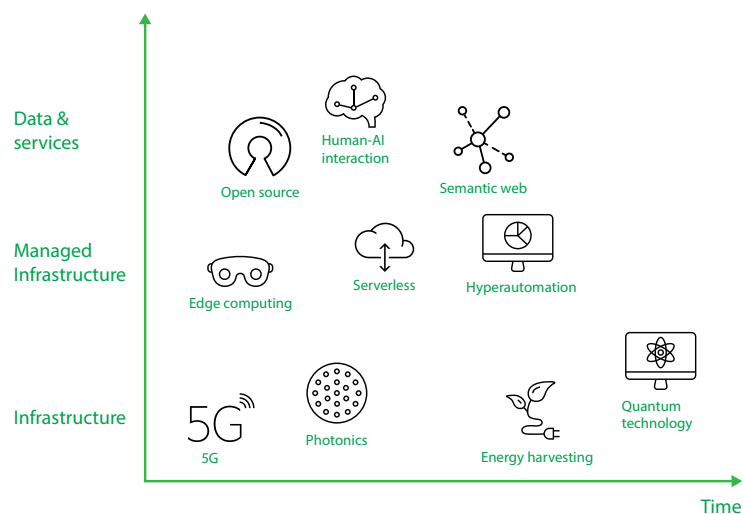 Data &
services
Human-AI
interaction
Open source
Semantic web
Managed
Infrastructure
Edge computing
Serverless
Hyperautomation
Infrastructure
5G
5G
Photonics
Energy harvesting
Quantum
technology
Time